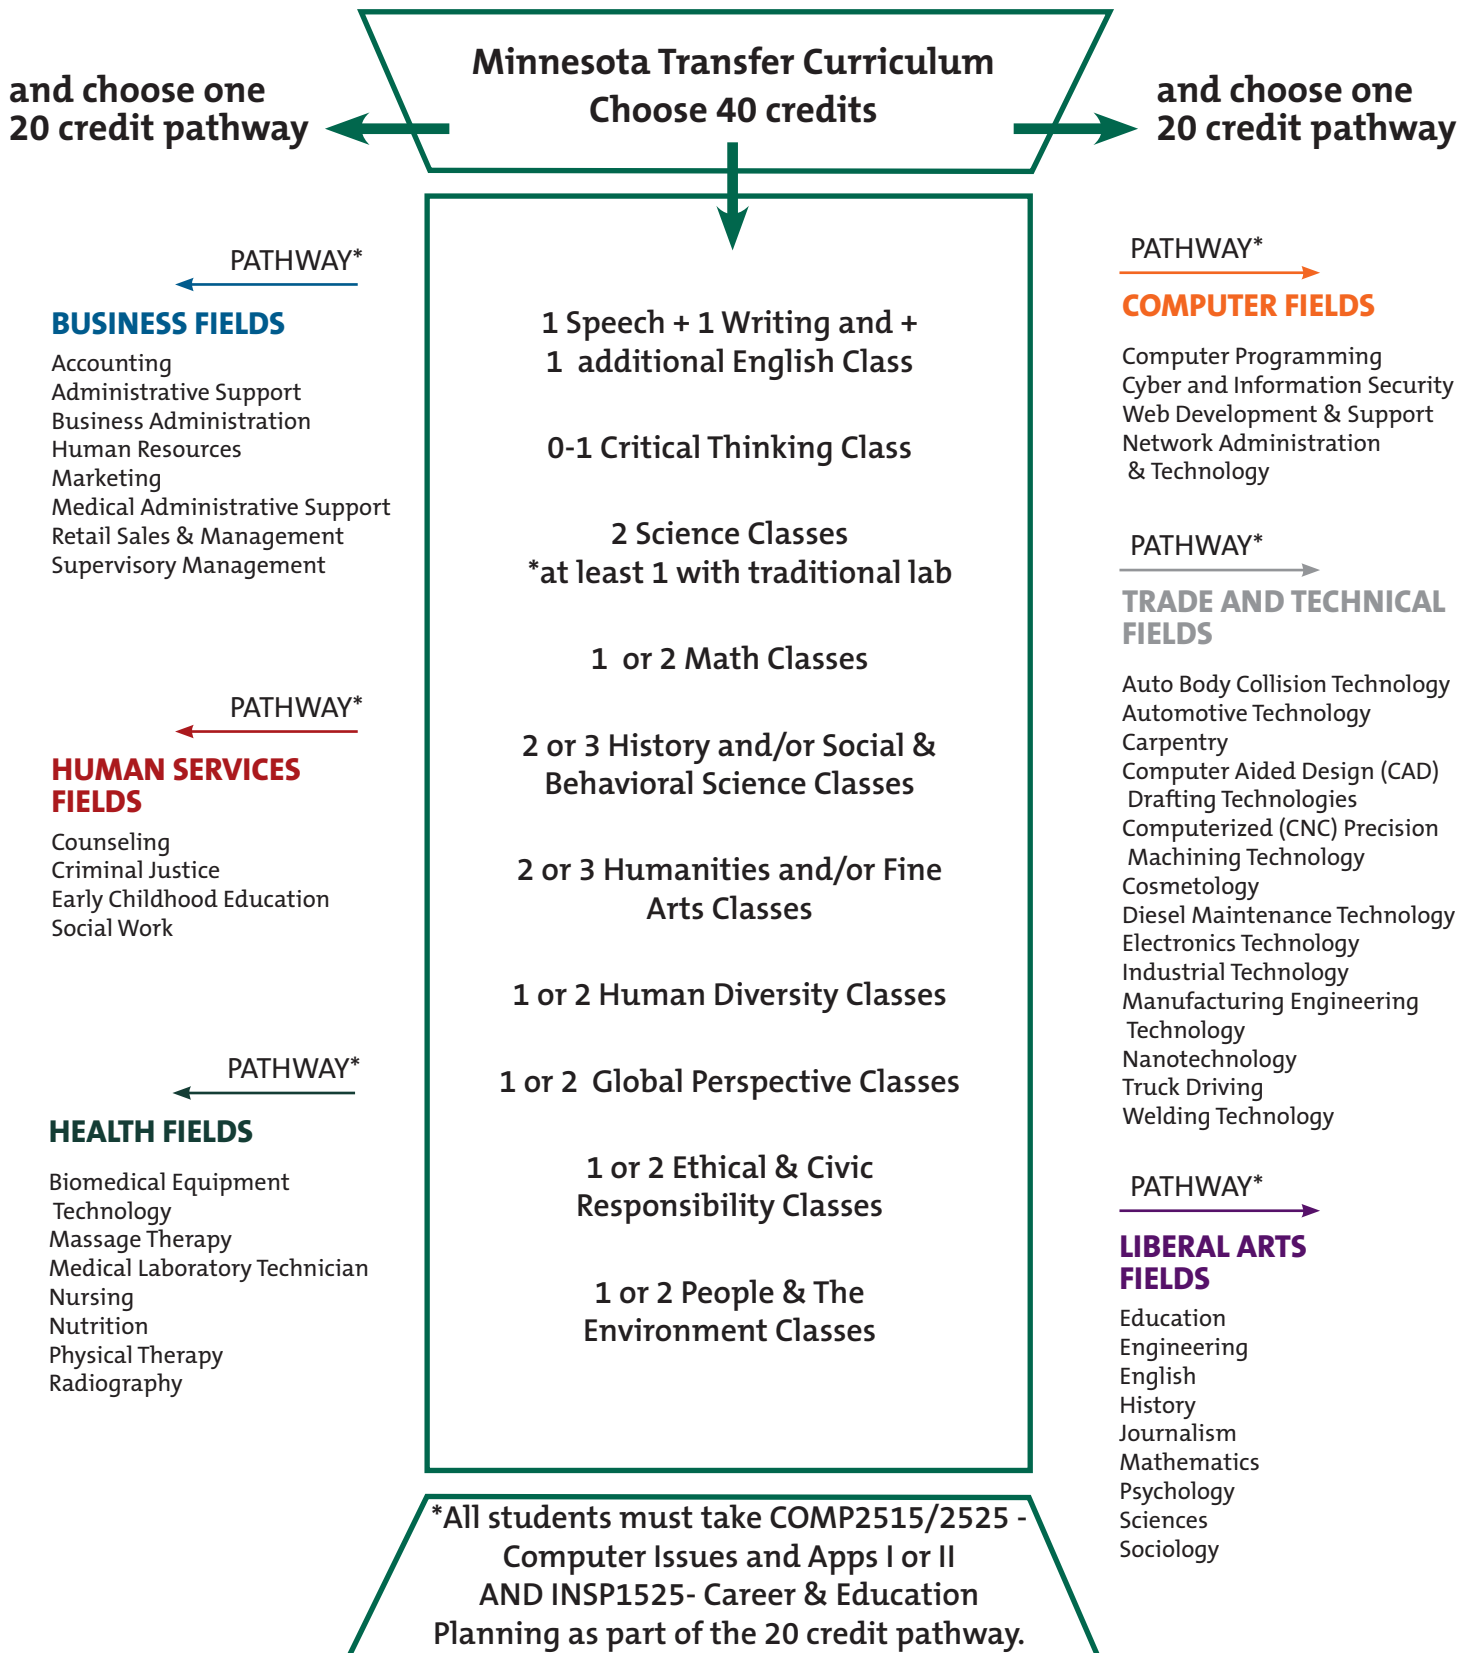 Minnesota Transfer Curriculum
Choose 40 credits
and choose one
20 credit pathway
and choose one
20 credit pathway
PATHWAY*
BUSINESS FIELDS
Accounting
Administrative Support
Business Administration
Human Resources
Marketing
Medical Administrative Support
Retail Sales & Management
Supervisory Management
PATHWAY*
HUMAN SERVICES
FIELDS
Counseling
Criminal Justice
Early Childhood Education
Social Work
PATHWAY*
HEALTH FIELDS
Biomedical Equipment
Technology
Massage Therapy
Medical Laboratory Technician
Nursing
Nutrition
Physical Therapy
Radiography
1 Speech + 1 Writing and +
1 additional English Class
0-1 Critical Thinking Class
2 Science Classes
*at least 1 with traditional lab
1 or 2 Math Classes
2 or 3 History and/or Social &
Behavioral Science Classes
2 or 3 Humanities and/or Fine
Arts Classes
1 or 2 Human Diversity Classes
1 or 2 Global Perspective Classes
1 or 2 Ethical & Civic
Responsibility Classes
1 or 2 People & The
Environment Classes
*All students must take COMP2515/2525 -
Computer Issues and Apps I or II
AND INSP1525- Career & Education
Planning as part of the 20 credit pathway.
PATHWAY*
COMPUTER FIELDS
Computer Programming
Cyber and Information Security
Web Development & Support
Network Administration
& Technology
PATHWAY*
TRADE AND TECHNICAL
FIELDS
Auto Body Collision Technology
Automotive Technology
Carpentry
Computer Aided Design (CAD)
Drafting Technologies
Computerized (CNC) Precision
Machining Technology
Cosmetology
Diesel Maintenance Technology
Electronics Technology
Industrial Technology
Manufacturing Engineering
Technology
Nanotechnology
Truck Driving
Welding Technology
PATHWAY*
LIBERAL ARTS
FIELDS
Education
Engineering
English
History
Journalism
Mathematics
Psychology
Sciences
Sociology